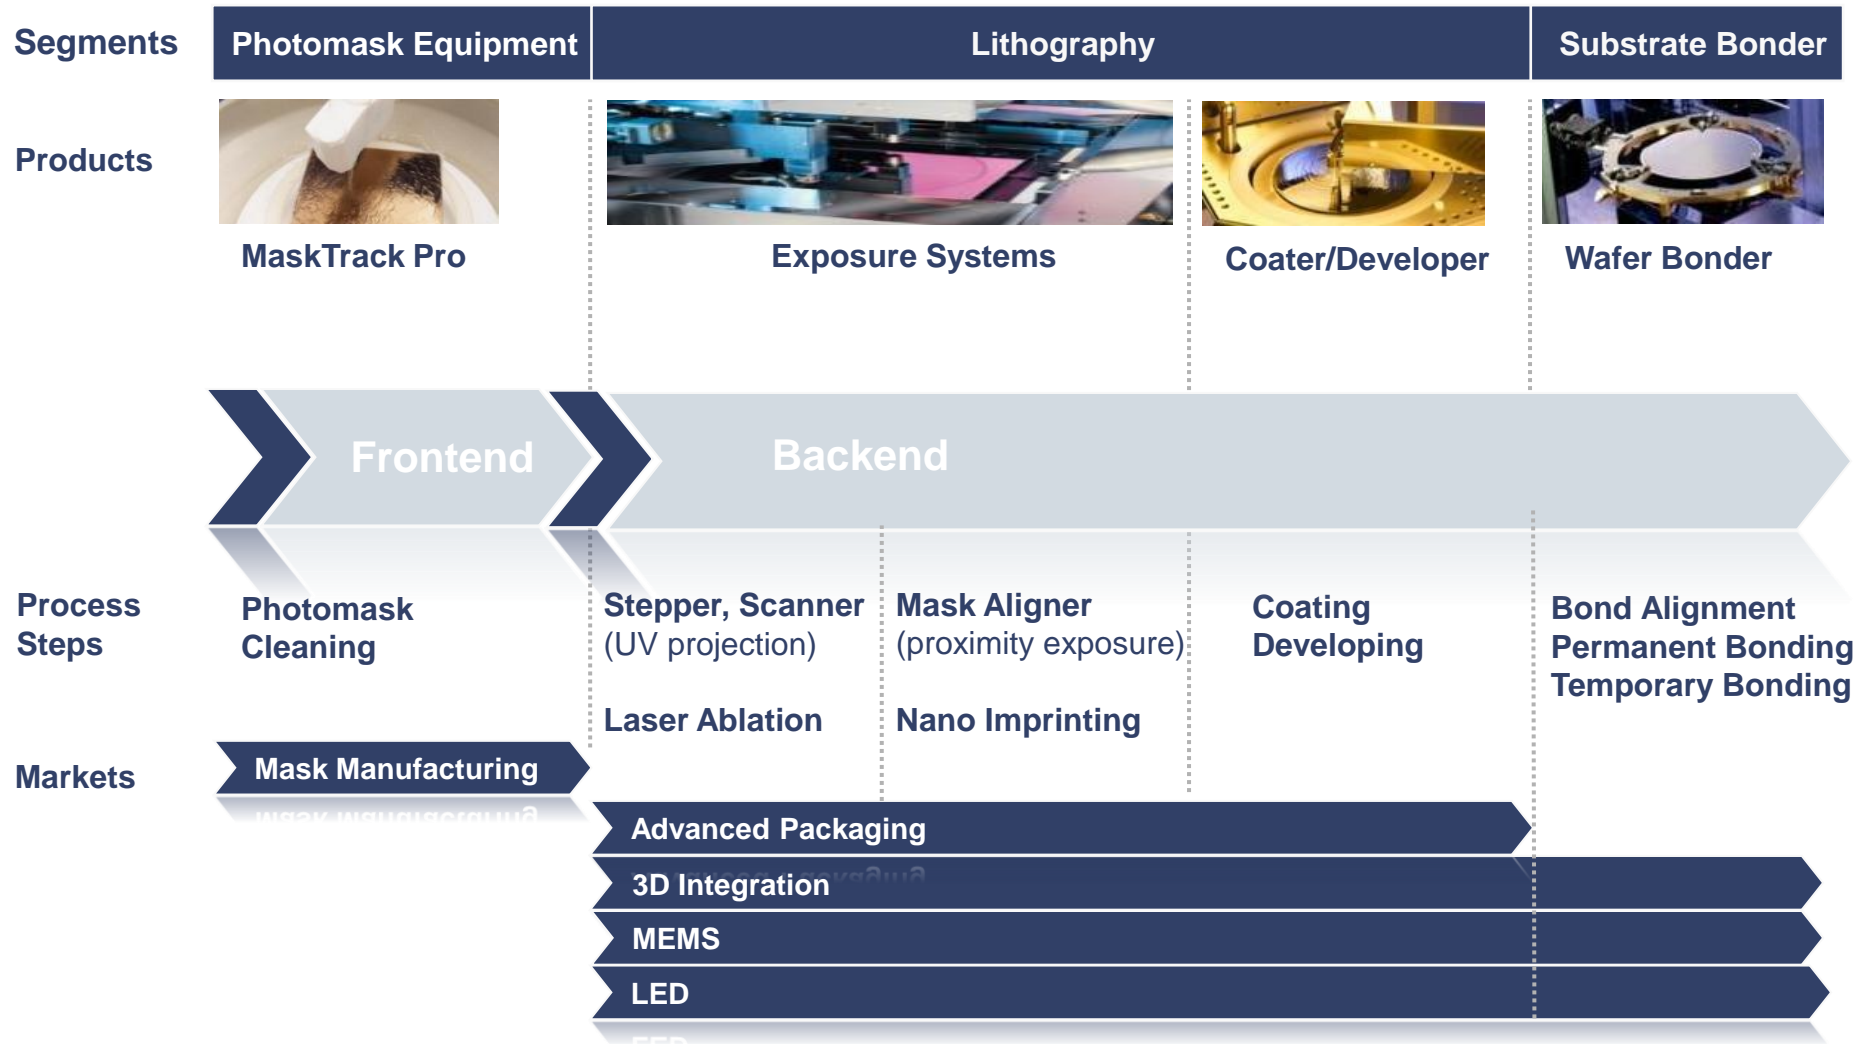 Segments
Photomask Equipment
Lithography
Substrate Bonder
Products
MaskTrack Pro
Exposure Systems
Coater/Developer
Wafer Bonder
Frontend
Backend
Process
Steps
Photomask
Cleaning
Stepper, Scanner
(UV projection)
Laser Ablation
Mask Aligner
(proximity exposure)
Nano Imprinting
Coating
Developing
Bond Alignment
Permanent Bonding
Temporary Bonding
Markets
Mask Manufacturing
Advanced Packaging
3D Integration
MEMS
LED